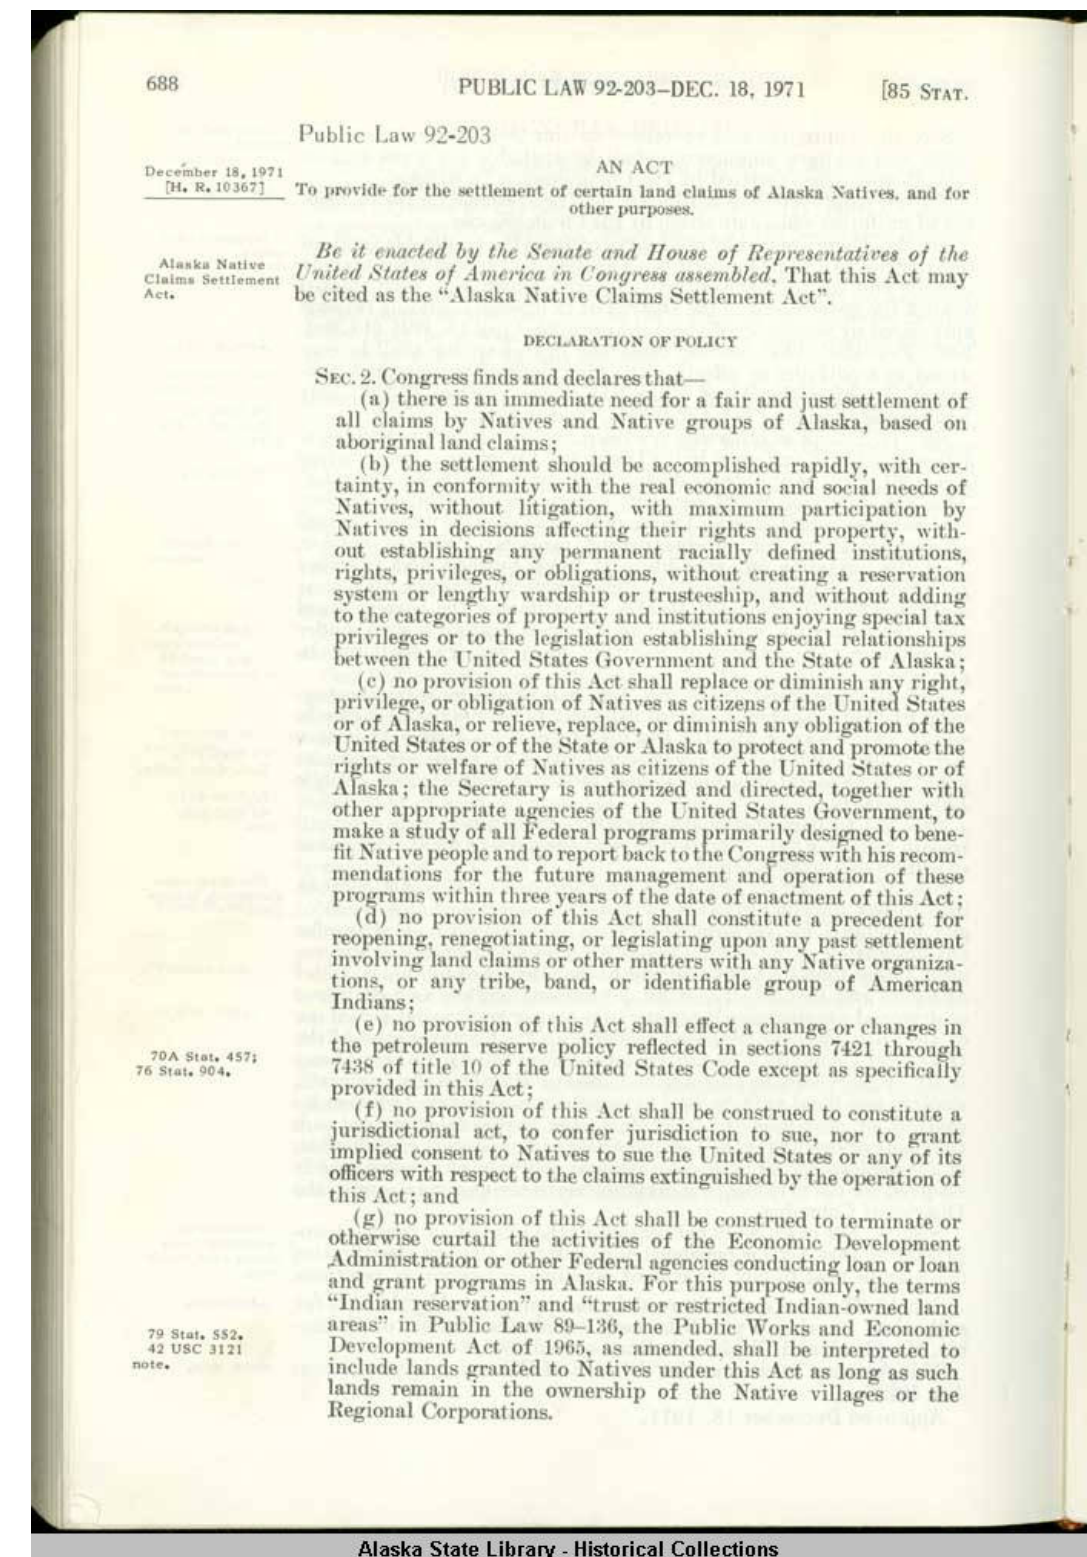 688
PUBLIC LAW 92-203–DEC. 18, 1971
[85 STAT.
Public Law 92-203
December 18, 1971
[H. R. 10367]
AN ACT
To provide for the settlement of certain land claims of Alaska Natives, and for
other purposes.
Alaska Native
Claims Settlement
Act.
Be it enacted by the Senate and House of Representatives of the
United States of America in Congress assembled, That this Act may
be cited as the “Alaska Native Claims Settlement Act”.
DECLARATION OF POLICY
SEC. 2. Congress finds and declares that—
(a) there is an immediate need for a fair and just settlement of
all claims by Natives and Native groups of Alaska, based on
aboriginal land claims;
(b) the settlement should be accomplished rapidly, with cer-
tainty, in conformity with the real economic and social needs of
Natives, without litigation, with maximum participation by
Natives in decisions affecting their rights and property, with-
out establishing any permanent racially defined institutions,
rights, privileges, or obligations, without creating a reservation
system or lengthy wardship or trusteeship, and without adding
to the categories of property and institutions enjoying special tax
privileges or to the legislation establishing special relationships
between the United States Government and the State of Alaska;
(c) no provision of this Act shall replace or diminish any right,
privilege, or obligation of Natives as citizens of the United States
or of Alaska, or relieve, replace, or diminish any obligation of the
United States or of the State or Alaska to protect and promote the
rights or welfare of Natives as citizens of the United States or of
Alaska; the Secretary is authorized and directed, together with
other appropriate agencies of the United States Government, to
make a study of all Federal programs primarily designed to bene-
fit Native people and to report back to the Congress with his recom-
mendations for the future management and operation of these
programs within three years of the date of enactment of this Act;
(d) no provision of this Act shall constitute a precedent for
reopening, renegotiating, or legislating upon any past settlement
involving land claims or other matters with any Native organiza-
tions, or any tribe, band, or identifiable group of American
Indians;
70A Stat. 457;
76 Stat. 904.
(e) no provision of this Act shall effect a change or changes in
the petroleum reserve policy reflected in sections 7421 through
7438 of title 10 of the United States Code except as specifically
provided in this Act;
(f) no provision of this Act shall be construed to constitute a
jurisdictional act, to confer jurisdiction to sue, nor to grant
implied consent to Natives to sue the United States or any of its
officers with respect to the claims extinguished by the operation of
this Act; and
(g) no provision of this Act shall be construed to terminate or
otherwise curtail the activities of the Economic Development
Administration or other Federal agencies conducting loan or loan
and grant programs in Alaska. For this purpose only, the terms
“Indian reservation” and “trust or restricted Indian-owned land
areas” in Public Law 89–136, the Public Works and Economic
Development Act of 1965, as amended, shall be interpreted to
include lands granted to Natives under this Act as long as such
lands remain in the ownership of the Native villages or the
Regional Corporations.
79 Stat. 552.
42 USC 3121
note.
Alaska State Library - Historical Collections